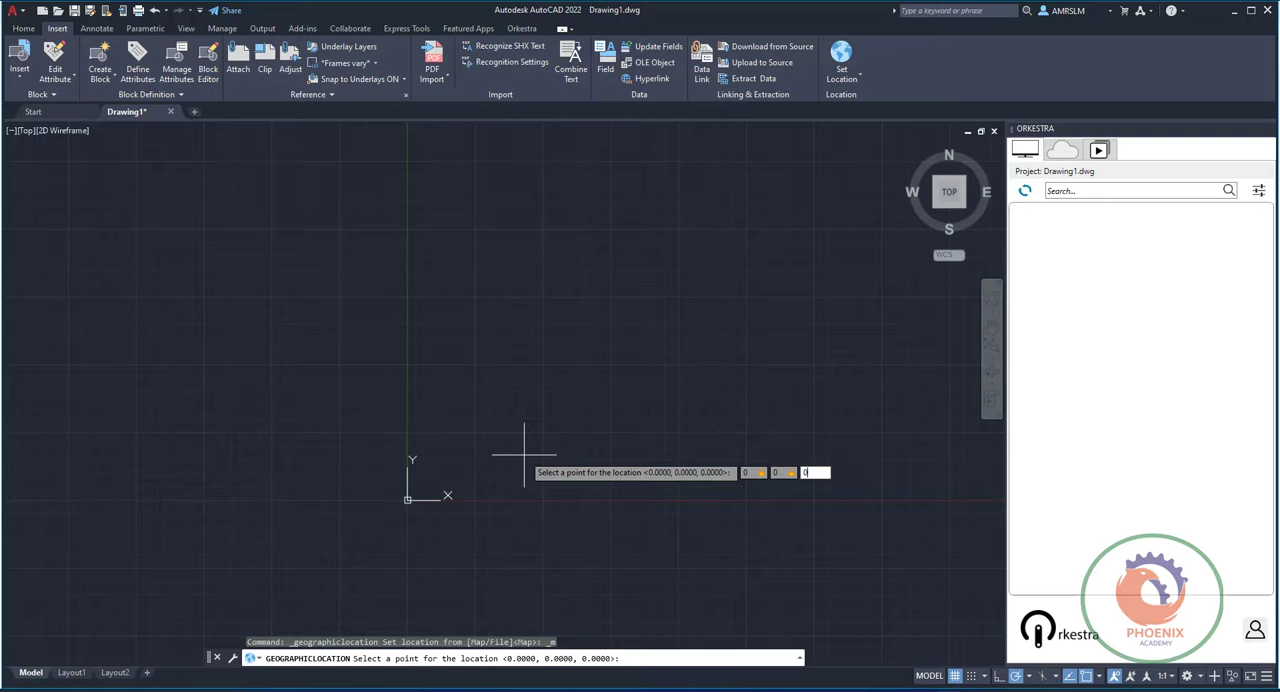 Share
Autodesk AutoCAD 2022 Drawing1.dwg
Type a keyword or phrase
AMRSLM
Home Insert Annotate Parametric View Manage Output Add-ins Collaborate Express Tools Featured Apps Orkestra
Insert
Edit Attribute
Create Block
Define Attributes
Manage Attributes
Block Editor
Attach
Clip
Adjust
Underlay Layers
*Frames vary*
Snap to Underlays ON
PDF Import
Recognize SHX Text
Recognition Settings
Combine Text
Field
Update Fields
OLE Object
Hyperlink
Data Link
Download from Source
Upload to Source
Extract Data
Set Location
Block
Block Definition
Reference
Import
Data
Linking & Extraction
Location
Start
Drawing1*
[−][Top][2D Wireframe]
N
W TOP E
S
WCS
ORKESTRA
Project: Drawing1.dwg
Search...
Y
X
Select a point for the location <0.0000, 0.0000, 0.0000>: 0 0 0
rkestra
PHOENIX
ACADEMY
Command: _geographiclocation Set location from [Map/File]<Map>: _m
GEOGRAPHICLOCATION Select a point for the location <0.0000, 0.0000, 0.0000>:
Model Layout1 Layout2
MODEL
1:1